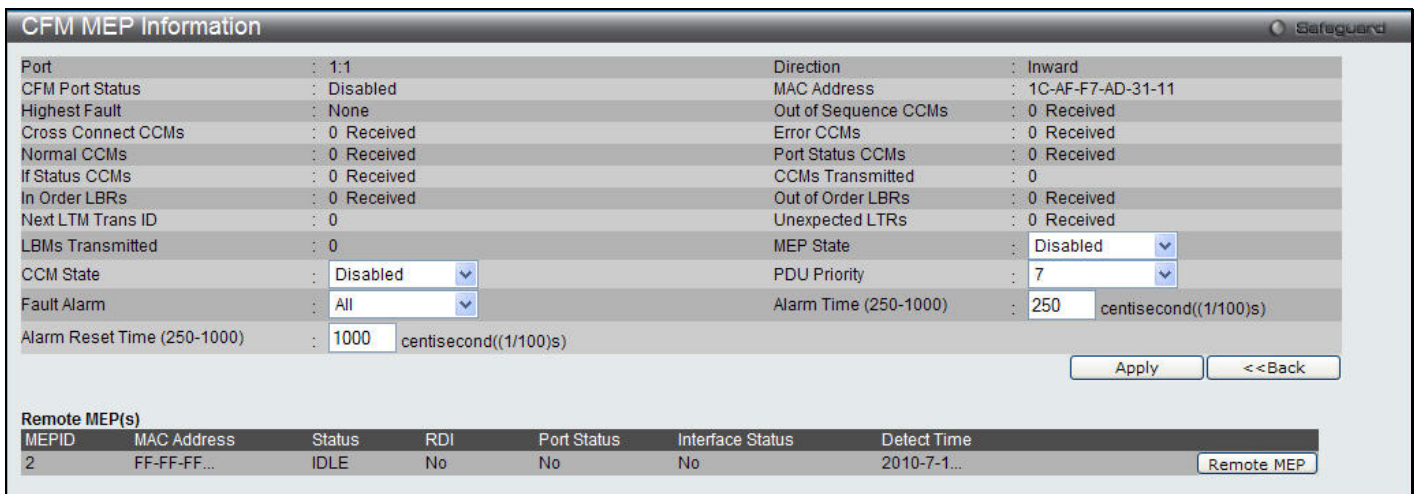 CFM MEP Information Safeguard
Port : 1:1 Direction : Inward
CFM Port Status : Disabled MAC Address : 1C-AF-F7-AD-31-11
Highest Fault : None Out of Sequence CCMs : 0 Received
Cross Connect CCMs : 0 Received Error CCMs : 0 Received
Normal CCMs : 0 Received Port Status CCMs : 0 Received
If Status CCMs : 0 Received CCMs Transmitted : 0
In Order LBRs : 0 Received Out of Order LBRs : 0 Received
Next LTM Trans ID : 0 Unexpected LTRs : 0 Received
LBMs Transmitted : 0 MEP State : Disabled
CCM State : Disabled PDU Priority : 7
Fault Alarm : All Alarm Time (250-1000) : 250 centisecond((1/100)s)
Alarm Reset Time (250-1000) : 1000 centisecond((1/100)s)
Apply <<Back
Remote MEP(s)
MEPID MAC Address Status RDI Port Status Interface Status Detect Time
2 FF-FF-FF... IDLE No No No 2010-7-1... Remote MEP